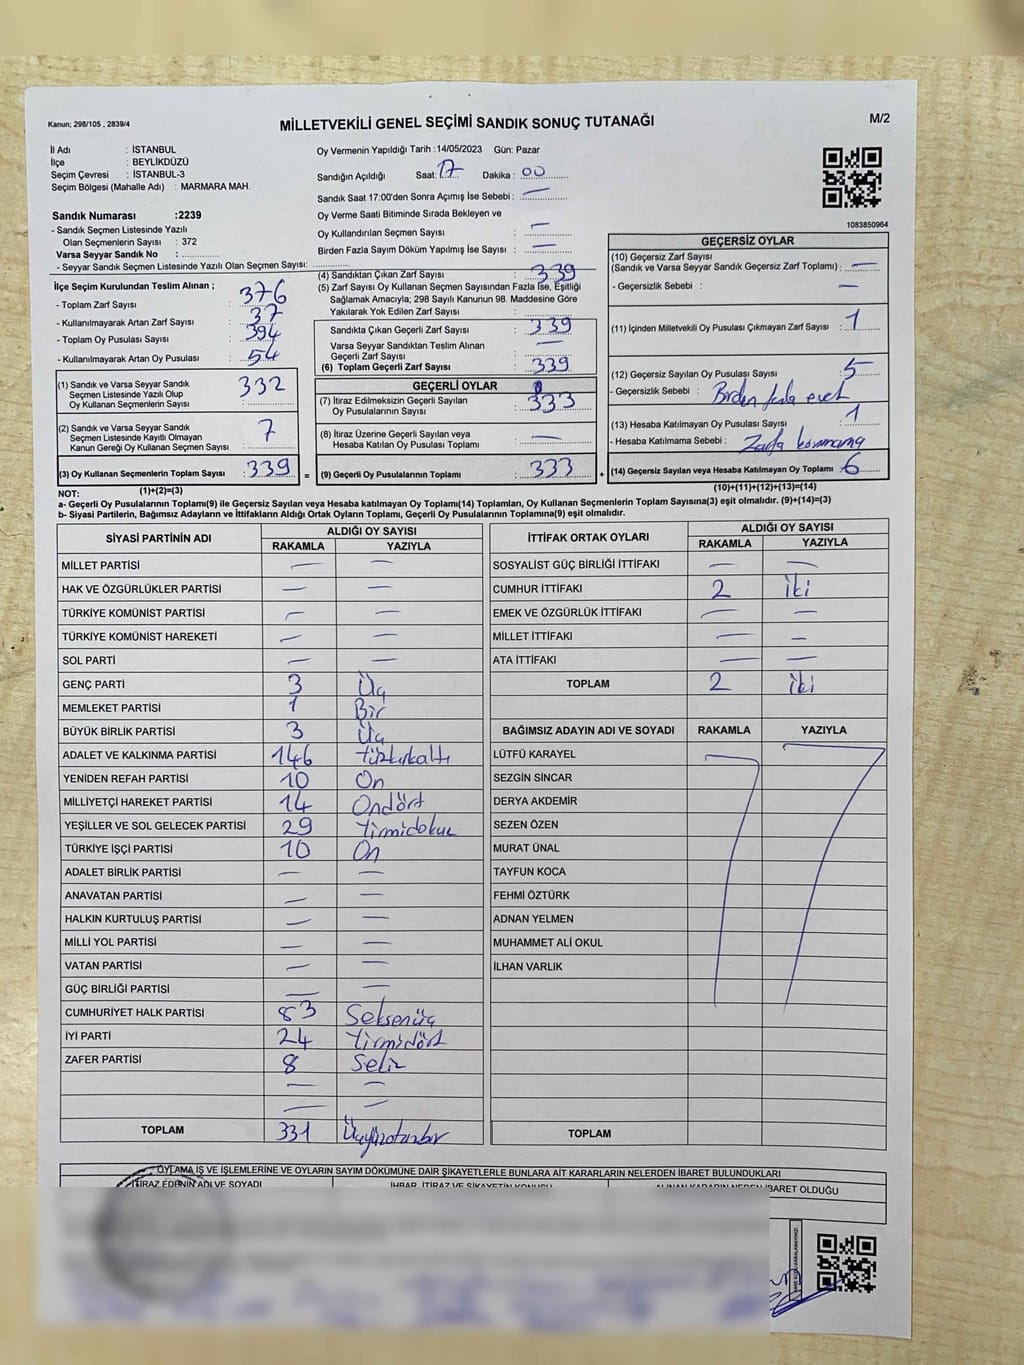 Kanun; 298/105 , 2839/4
MİLLETVEKİLİ GENEL SEÇİMİ SANDIK SONUÇ TUTANAĞI
M/2
İl Adı : İSTANBUL
İlçe : BEYLİKDÜZÜ
Seçim Çevresi : İSTANBUL-3
Seçim Bölgesi (Mahalle Adı) : MARMARA MAH.
Sandık Numarası :2239
- Sandık Seçmen Listesinde Yazılı
Olan Seçmenlerin Sayısı : 372
Varsa Seyyar Sandık No :
- Seyyar Sandık Seçmen Listesinde Yazılı Olan Seçmen Sayısı:
Oy Vermenin Yapıldığı Tarih :14/05/2023 Gün: Pazar
Sandığın Açıldığı Saat: 17 Dakika : 00
Sandık Saat 17:00'den Sonra Açımış İse Sebebi : —
Oy Verme Saati Bitiminde Sırada Bekleyen ve
Oy Kullandırılan Seçmen Sayısı : —
Birden Fazla Sayım Döküm Yapılmış İse Sayısı : —
1083850964
İlçe Seçim Kurulundan Teslim Alınan ;
- Toplam Zarf Sayısı : 376
- Kullanılmayarak Artan Zarf Sayısı : 37
- Toplam Oy Pusulası Sayısı : 394
- Kullanılmayarak Artan Oy Pusulası : 54
(1) Sandık ve Varsa Seyyar Sandık
Seçmen Listesinde Yazılı Olup
Oy Kullanan Seçmenlerin Sayısı : 332
(2) Sandık ve Varsa Seyyar Sandık
Seçmen Listesinde Kayıtlı Olmayan
Kanun Gereği Oy Kullanan Seçmen Sayısı : 7
(3) Oy Kullanan Seçmenlerin Toplam Sayısı : 339
(1)+(2)=(3)
(4) Sandıktan Çıkan Zarf Sayısı : 339
(5) Zarf Sayısı Oy Kullanan Seçmen Sayısından Fazla İse, Eşitliği
Sağlamak Amacıyla; 298 Sayılı Kanunun 98. Maddesine Göre
Yakılarak Yok Edilen Zarf Sayısı :
Sandıkta Çıkan Geçerli Zarf Sayısı : 339
Varsa Seyyar Sandıktan Teslim Alınan
Geçerli Zarf Sayısı : —
(6) Toplam Geçerli Zarf Sayısı : 339
GEÇERLİ OYLAR
(7) İtiraz Edilmeksizin Geçerli Sayılan
Oy Pusulalarının Sayısı : 333
(8) İtiraz Üzerine Geçerli Sayılan veya
Hesaba Katılan Oy Pusulası Toplamı : —
= (9) Geçerli Oy Pusulalarının Toplamı : 333
GEÇERSİZ OYLAR
(10) Geçersiz Zarf Sayısı
(Sandık ve Varsa Seyyar Sandık Geçersiz Zarf Toplamı) : —
- Geçersizlik Sebebi : —
(11) İçinden Milletvekili Oy Pusulası Çıkmayan Zarf Sayısı : 1
(12) Geçersiz Sayılan Oy Pusulası Sayısı : 5
- Geçersizlik Sebebi : Birden fazla evet
(13) Hesaba Katılmayan Oy Pusulası Sayısı : 1
- Hesaba Katılmama Sebebi : Zarfa
+ (14) Geçersiz Sayılan veya Hesaba Katılmayan Oy Toplamı : 6
(10)+(11)+(12)+(13)=(14)
NOT:
a- Geçerli Oy Pusulalarının Toplamı(9) ile Geçersiz Sayılan veya Hesaba katılmayan Oy Toplamı(14) Toplamları, Oy Kullanan Seçmenlerin Toplam Sayısına(3) eşit olmalıdır. (9)+(14)=(3)
b- Siyasi Partilerin, Bağımsız Adayların ve İttifakların Aldığı Ortak Oyların Toplamı, Geçerli Oy Pusulalarının Toplamına(9) eşit olmalıdır.
SİYASİ PARTİNİN ADI ALDIĞI OY SAYISI
RAKAMLA YAZIYLA
MİLLET PARTİSİ — —
HAK VE ÖZGÜRLÜKLER PARTİSİ — —
TÜRKİYE KOMÜNİST PARTİSİ — —
TÜRKİYE KOMÜNİST HAREKETİ — —
SOL PARTİ — —
GENÇ PARTİ 3 Üç
MEMLEKET PARTİSİ 1 Bir
BÜYÜK BİRLİK PARTİSİ 3 Üç
ADALET VE KALKINMA PARTİSİ 146 Yüzkırkaltı
YENİDEN REFAH PARTİSİ 10 On
MİLLİYETÇİ HAREKET PARTİSİ 14 Ondört
YEŞİLLER VE SOL GELECEK PARTİSİ 29 Yirmidokuz
TÜRKİYE İŞÇİ PARTİSİ 10 On
ADALET BİRLİK PARTİSİ — —
ANAVATAN PARTİSİ — —
HALKIN KURTULUŞ PARTİSİ — —
MİLLİ YOL PARTİSİ — —
VATAN PARTİSİ — —
GÜÇ BİRLİĞİ PARTİSİ — —
CUMHURİYET HALK PARTİSİ 83 Seksenüç
İYİ PARTİ 24 Yirmidört
ZAFER PARTİSİ 8 Sekiz
— —
— —
TOPLAM 331 Üçyüzotuzbir
İTTİFAK ORTAK OYLARI ALDIĞI OY SAYISI
RAKAMLA YAZIYLA
SOSYALİST GÜÇ BİRLİĞİ İTTİFAKI — —
CUMHUR İTTİFAKI 2 İki
EMEK VE ÖZGÜRLÜK İTTİFAKI — —
MİLLET İTTİFAKI — —
ATA İTTİFAKI — —
TOPLAM 2 İki
BAĞIMSIZ ADAYIN ADI VE SOYADI RAKAMLA YAZIYLA
LÜTFÜ KARAYEL
SEZGİN SİNCAR
DERYA AKDEMİR
SEZEN ÖZEN
MURAT ÜNAL
TAYFUN KOCA
FEHMİ ÖZTÜRK
ADNAN YELMEN
MUHAMMET ALİ OKUL
İLHAN VARLIK
TOPLAM
OYLAMA İŞ VE İŞLEMLERİNE VE OYLARIN SAYIM DÖKÜMÜNE DAİR ŞİKAYETLERLE BUNLARA AİT KARARLARIN NELERDEN İBARET BULUNDUKLARI
İTİRAZ EDENİN ADI VE SOYADI İHBAR, İTİRAZ VE ŞİKAYETİN KONUSU ALINAN KARARIN NEDEN İBARET OLDUĞU